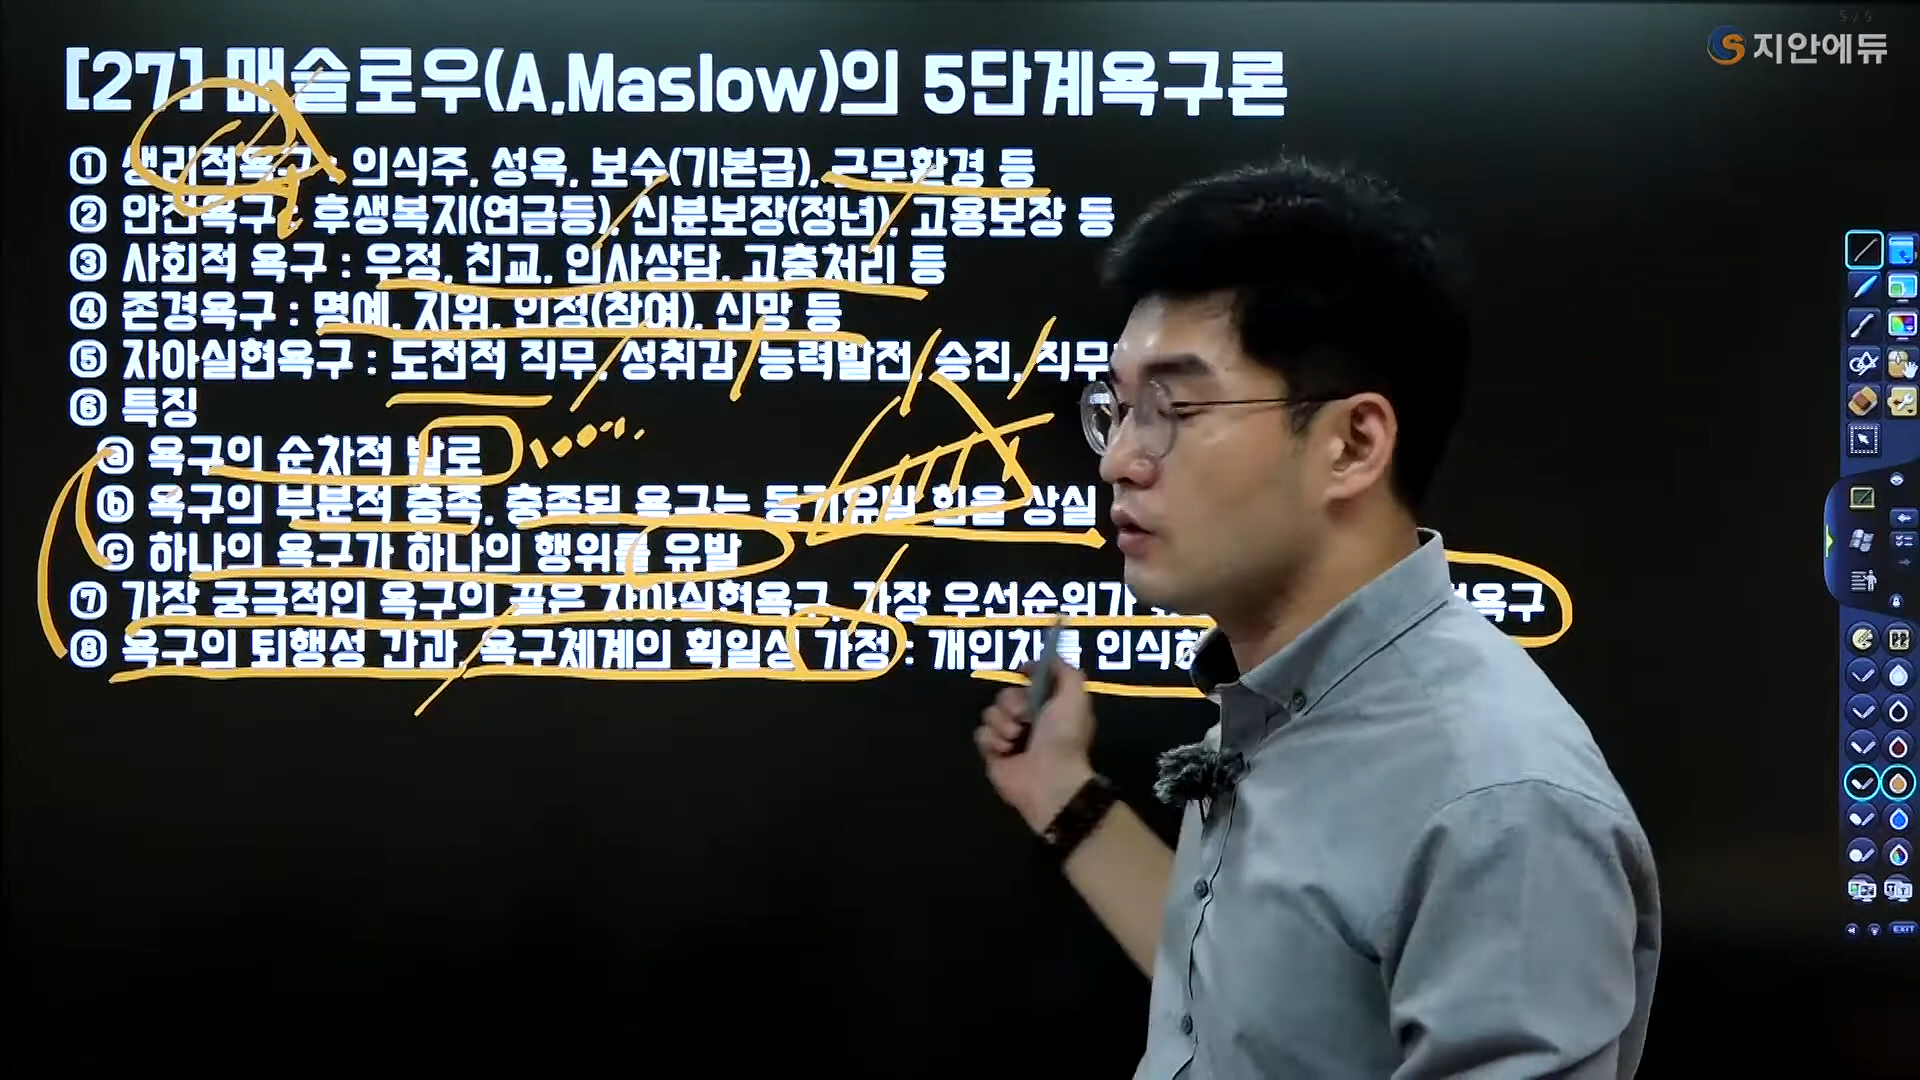 5 / 5
지안에듀
[27] 매슬로우(A.Maslow)의 5단계욕구론
① 생리적욕구 : 의식주, 성욕, 보수(기본급), 근무환경 등
② 안전욕구 : 후생복지(연금등), 신분보장(정년), 고용보장 등
③ 사회적 욕구 : 우정, 친교, 인사상담, 고충처리 등
④ 존경욕구 : 명예, 지위, 인정(참여), 신망 등
⑤ 자아실현욕구 : 도전적 직무, 성취감, 능력발전, 승진, 직무
⑥ 특징
ⓐ 욕구의 순차적 발로
ⓑ 욕구의 부분적 충족, 충족된 욕구는 동기유발 힘을 상실
ⓒ 하나의 욕구가 하나의 행위를 유발
⑦ 가장 궁극적인 욕구의 끝은 자아실현욕구, 가장 우선순위가 욕구
⑧ 욕구의 퇴행성 간과, 욕구체계의 획일성 가정 : 개인차를 인식하
EXIT